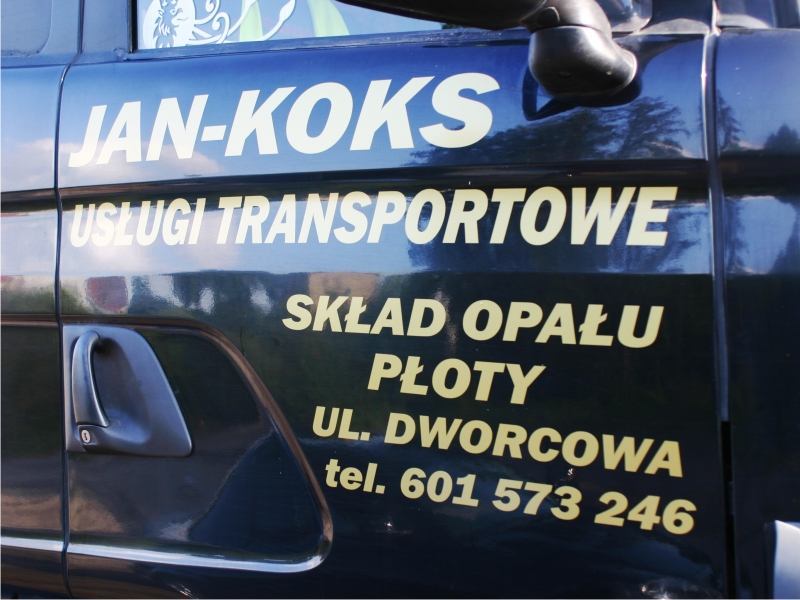 JAN-KOKS
USŁUGI TRANSPORTOWE
SKŁAD OPAŁU
PŁOTY
UL. DWORCOWA
tel. 601 573 246